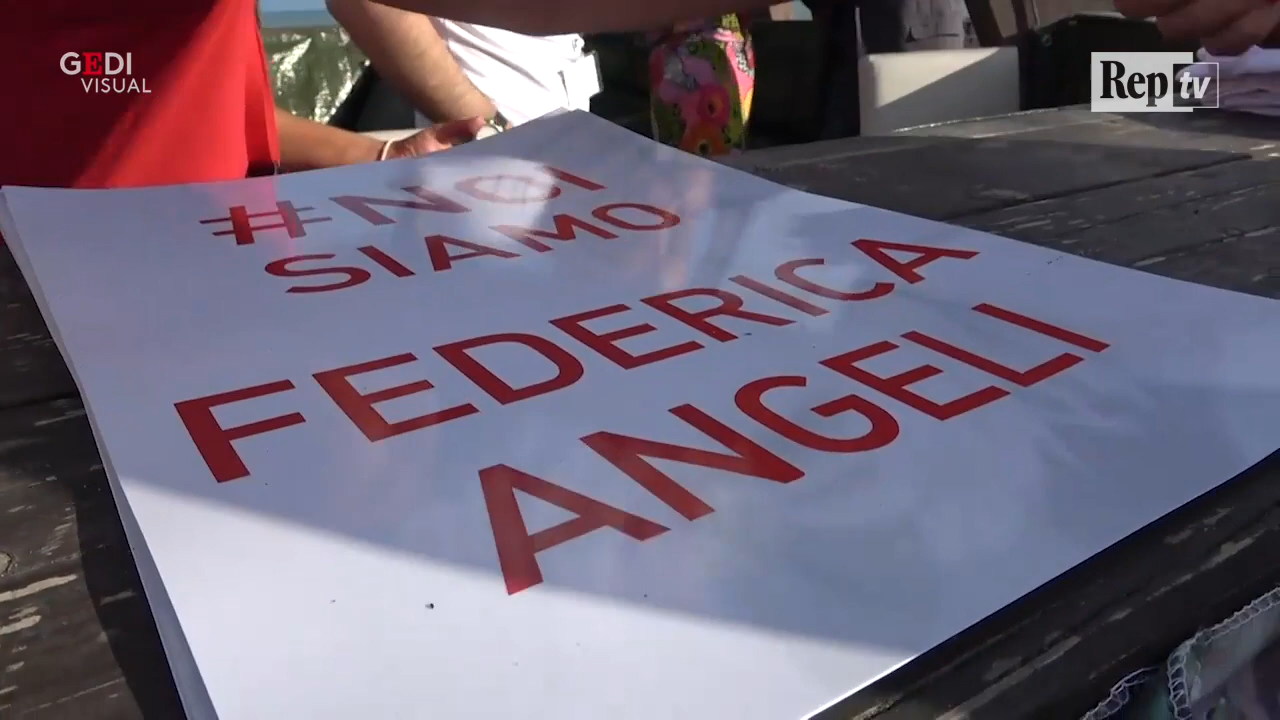 GEDI
VISUAL
Rep tv
#NOI
SIAMO
FEDERICA
ANGELI